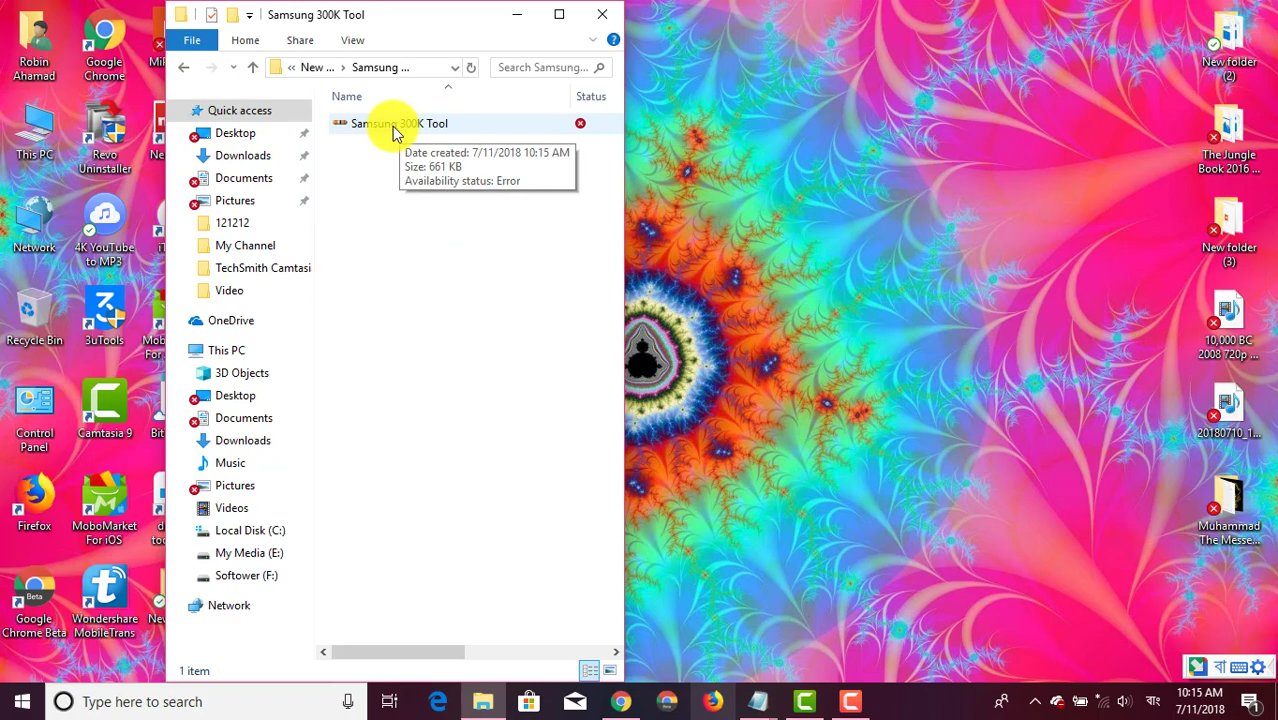 Samsung 300K Tool
File
Home
Share
View
« New ... › Samsung ...
Search Samsung...
Name
Status
Samsung 300K Tool
Date created: 7/11/2018 10:15 AM
Size: 661 KB
Availability status: Error
Quick access
Desktop
Downloads
Documents
Pictures
121212
My Channel
TechSmith Camtasi
Video
OneDrive
This PC
3D Objects
Desktop
Documents
Downloads
Music
Pictures
Videos
Local Disk (C:)
My Media (E:)
Softower (F:)
Network
1 item
Robin
Ahamad
Google
Chrome
This PC
Revo
Uninstaller
Network
4K YouTube
to MP3
Recycle Bin
3uTools
Control
Panel
Camtasia 9
Firefox
MoboMarket
For iOS
Google
Chrome Beta
Beta
Wondershare
MobileTrans
New folder
(2)
The Jungle
Book 2016 ...
New folder
(3)
10,000 BC
2008 720p ...
20180710_1...
Muhammad
The Messe...
বা
Type here to search
বাং
10:15 AM
7/11/2018
1